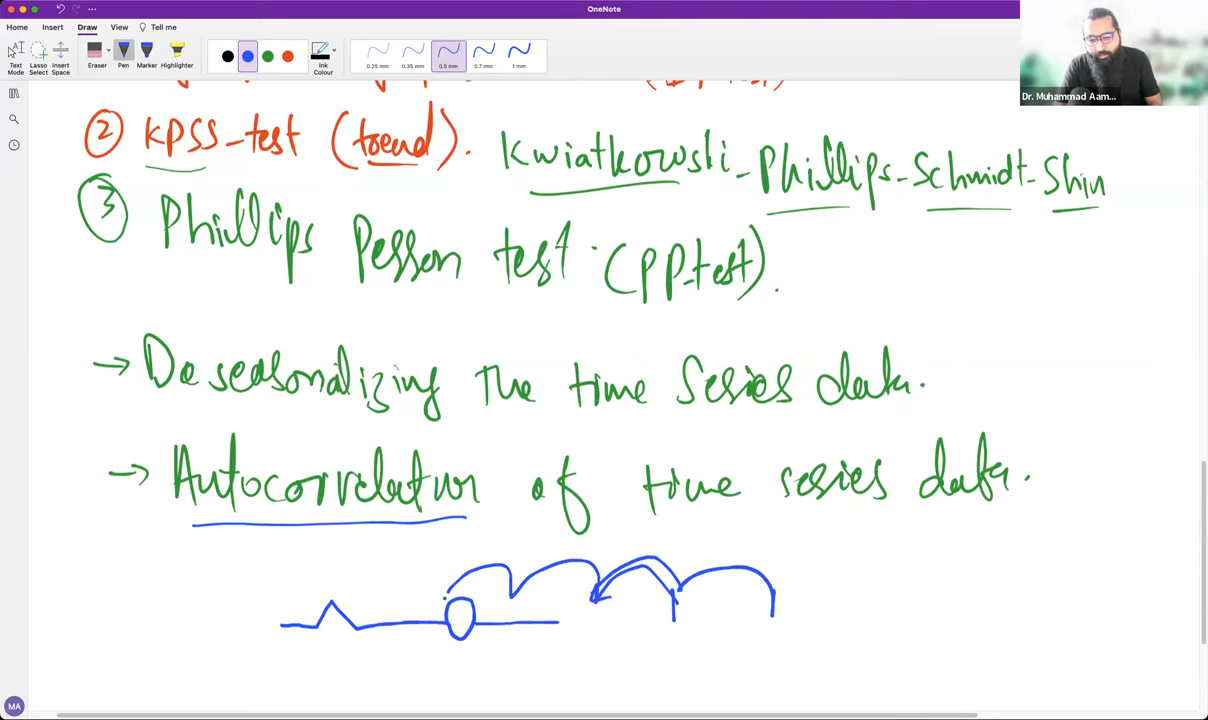 OneNote
Home Insert Draw View Tell me
Text Mode Lasso Select Insert Space Eraser Pen Marker Highlighter Ink Colour 0.25 mm 0.35 mm 0.5 mm 0.7 mm 1 mm
Dr. Muhammad Aam...
② KPSS-test (trend). Kwiatkowski-Phillips-Schmidt-Shin
③ Phillips Perron test. (PP-test).
→ Deseasonalizing The time Series data.
→ Autocorrelation of time series data.
MA